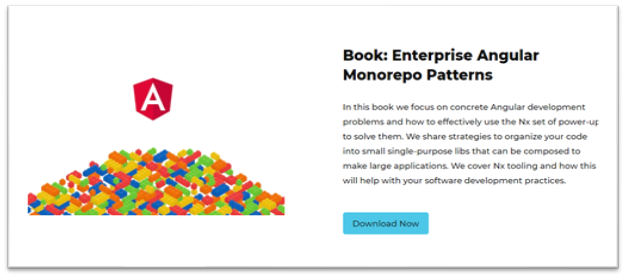 A
Book: Enterprise Angular
Monorepo Patterns
In this book we focus on concrete Angular development
problems and how to effectively use the Nx set of power-up
to solve them. We share strategies to organize your code
into small single-purpose libs that can be composed to
make large applications. We cover Nx tooling and how this
will help with your software development practices.
Download Now